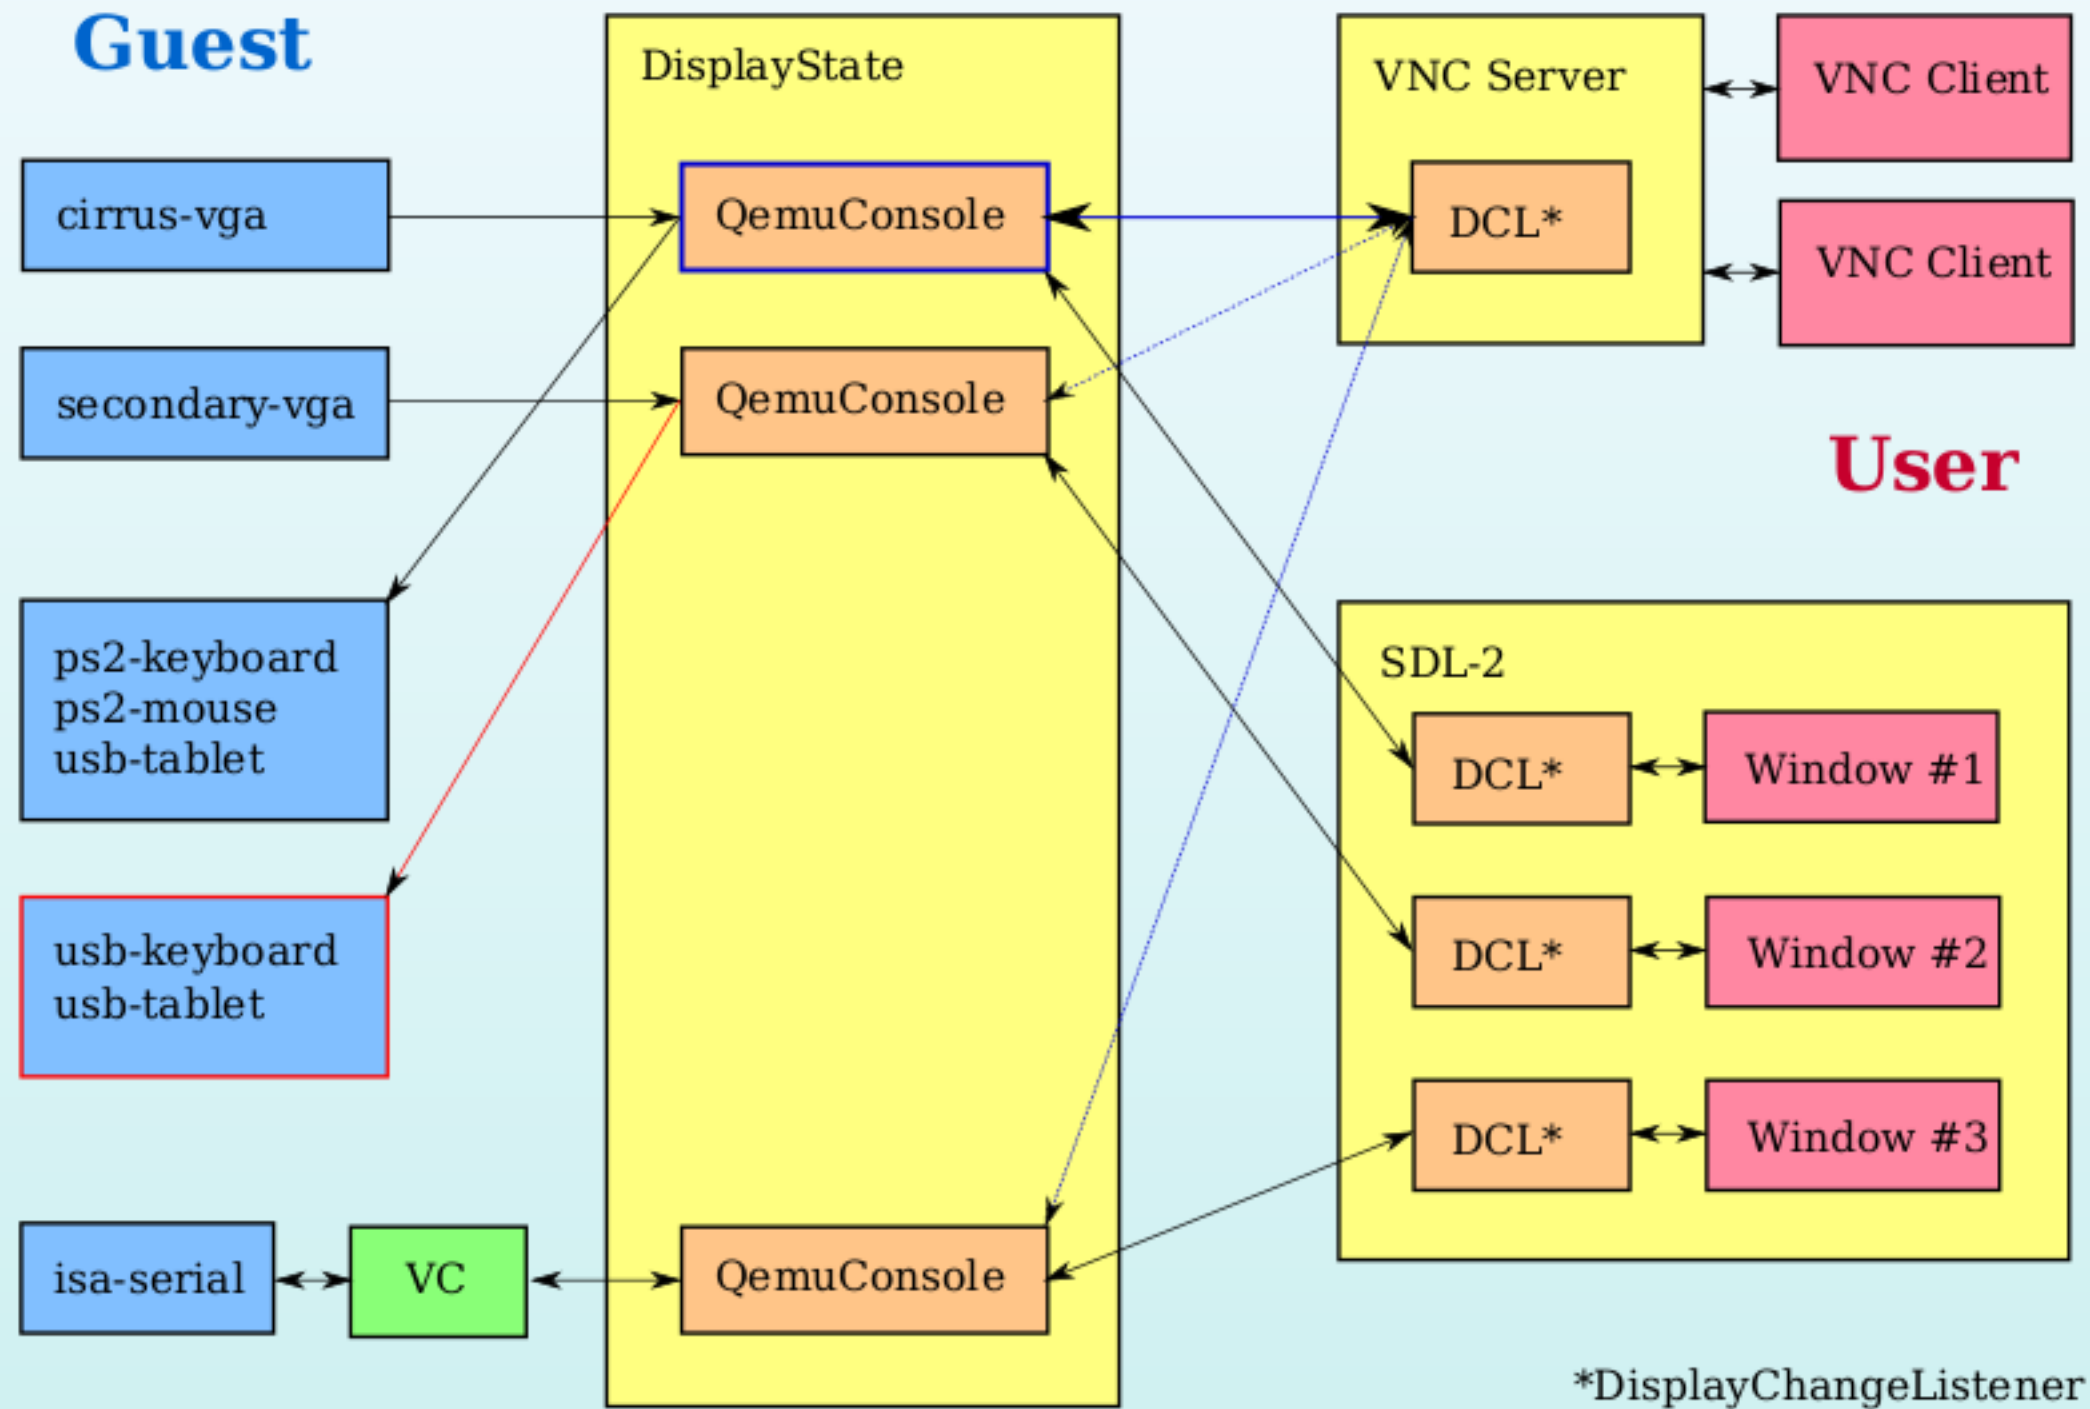 Guest
cirrus-vga
secondary-vga
ps2-keyboard
ps2-mouse
usb-tablet
usb-keyboard
usb-tablet
isa-serial
VC
DisplayState
QemuConsole
QemuConsole
QemuConsole
VNC Server
DCL*
VNC Client
VNC Client
User
SDL-2
DCL*
Window #1
DCL*
Window #2
DCL*
Window #3
*DisplayChangeListener